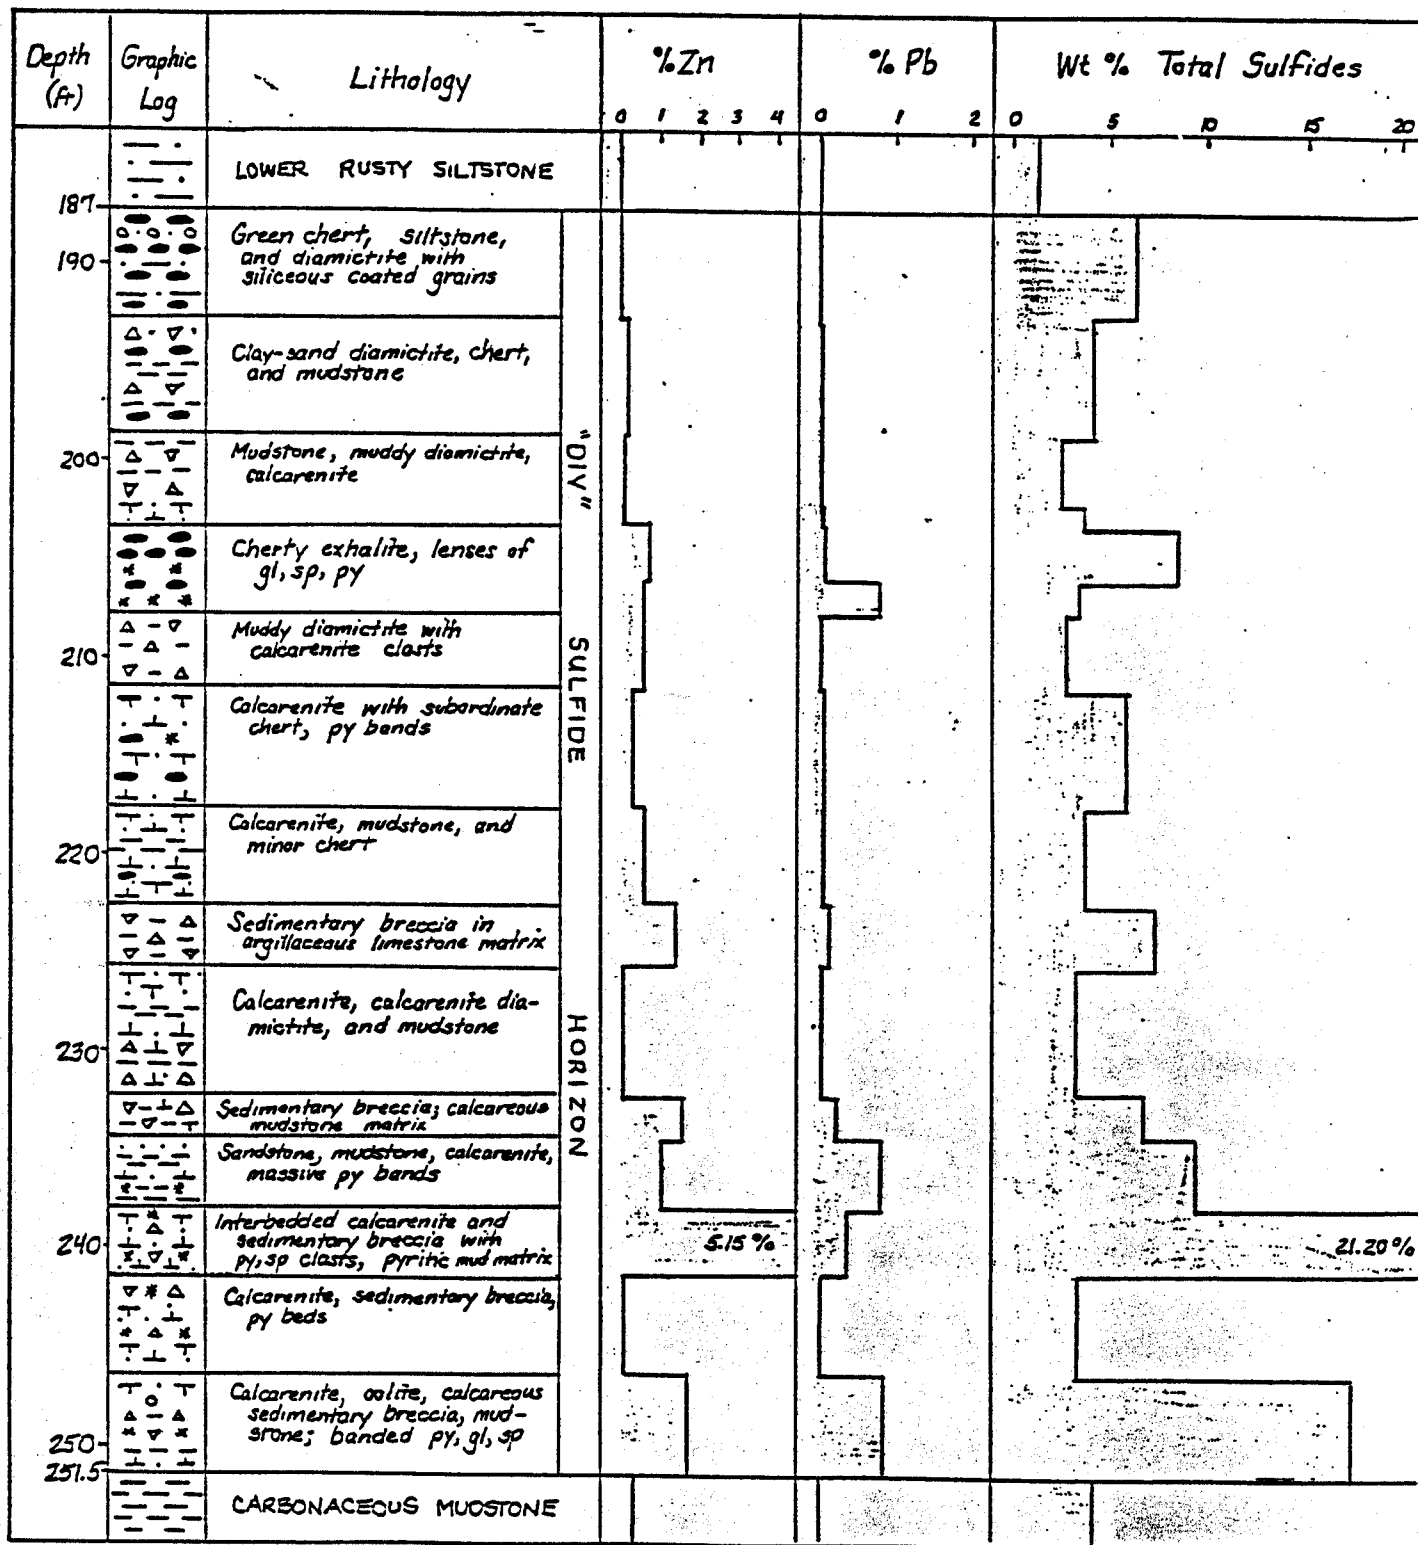 Depth
(ft)
Graphic
Log
Lithology
% Zn
% Pb
Wt % Total Sulfides
0 1 2 3 4
0 1 2
0 5 10 15 20
LOWER RUSTY SILTSTONE
187
Green chert, siltstone,
and diamictite with
siliceous coated grains
190
Clay-sand diamictite, chert,
and mudstone
Mudstone, muddy diamictite,
calcarenite
200
"DIV"
Cherty exhalite, lenses of
gl, sp, py
Muddy diamictite with
calcarenite clasts
210
SULFIDE
Calcarenite with subordinate
chert, py bands
Calcarenite, mudstone, and
minor chert
220
Sedimentary breccia in
argillaceous limestone matrix
Calcarenite, calcarenite dia-
mictite, and mudstone
230
HORIZON
Sedimentary breccia; calcareous
mudstone matrix
Sandstone, mudstone, calcarenite,
massive py bands
Interbedded calcarenite and
sedimentary breccia with
py, sp clasts, pyritic mud matrix
240
5.15 %
21.20 %
Calcarenite, sedimentary breccia,
py beds
Calcarenite, oolite, calcareous
sedimentary breccia, mud-
stone; banded py, gl, sp
250
251.5
CARBONACEOUS MUDSTONE